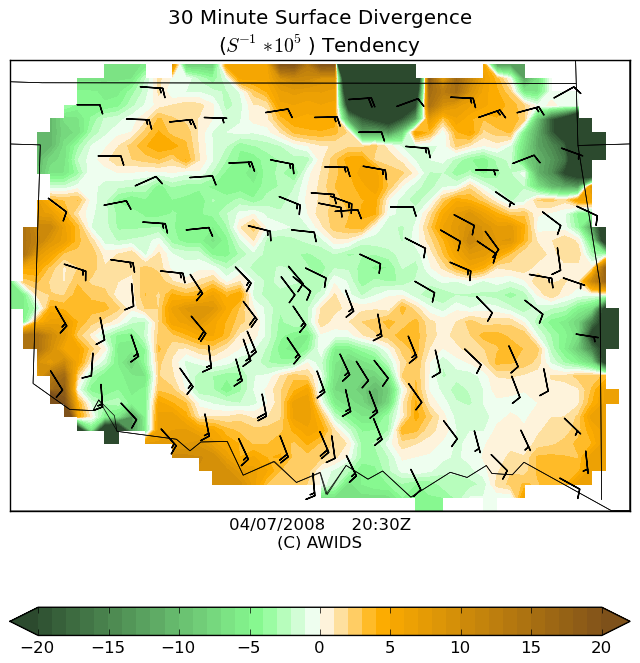 30 Minute Surface Divergence
(S⁻¹ *10⁵ ) Tendency
04/07/2008 20:30Z
(C) AWIDS
−20 −15 −10 −5 0 5 10 15 20